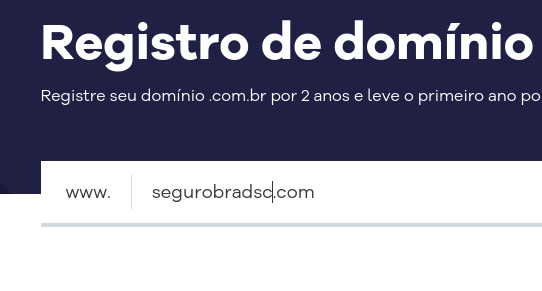 Registro de domínio
Registre seu domínio .com.br por 2 anos e leve o primeiro ano po
www. segurobradsc.com